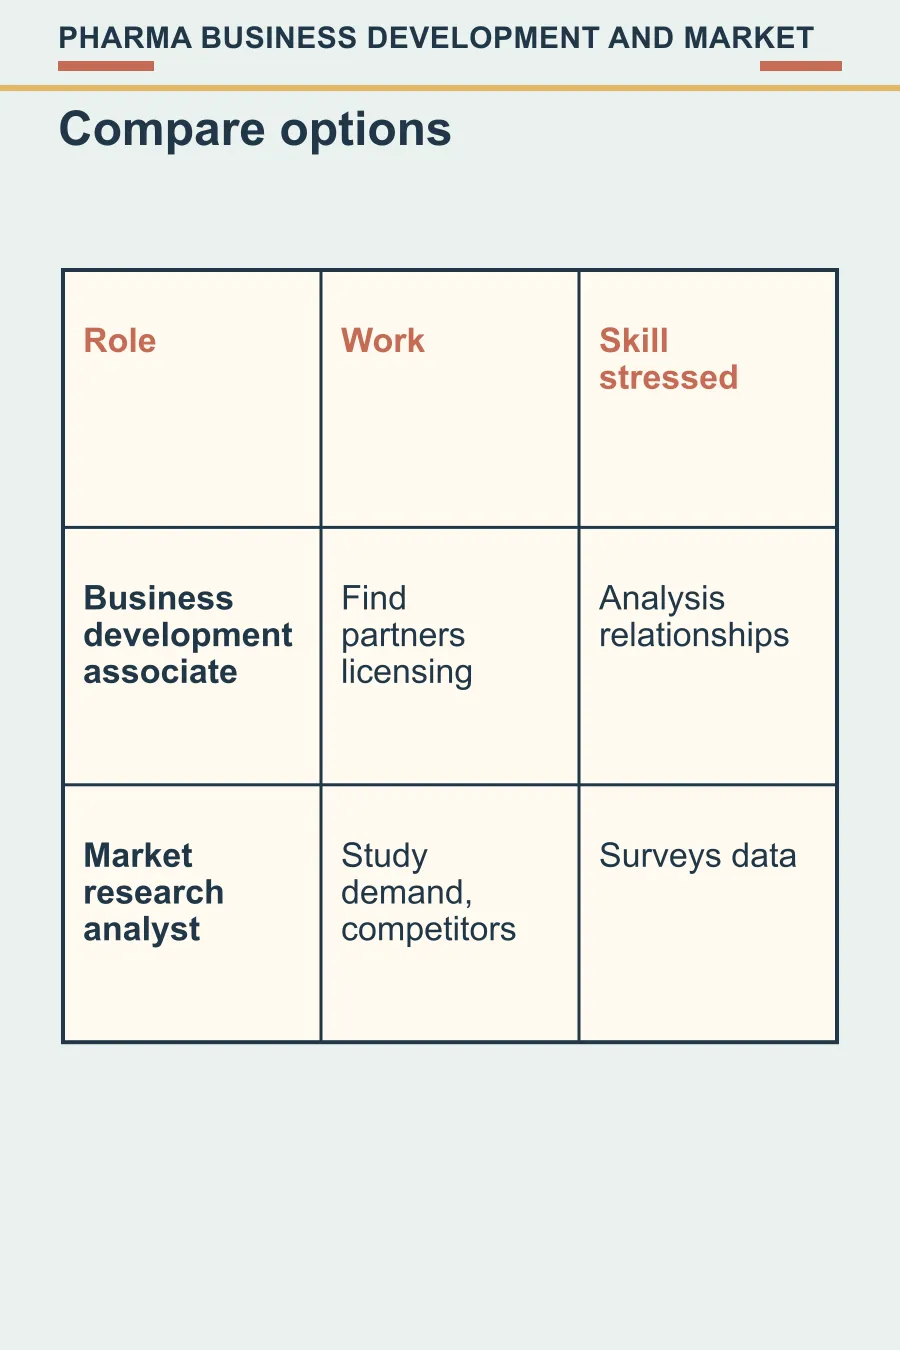 PHARMA BUSINESS DEVELOPMENT AND MARKET
Compare options
Role
Work
Skill
stressed
Business
development
associate
Find
partners
licensing
Analysis
relationships
Market
research
analyst
Study
demand,
competitors
Surveys data